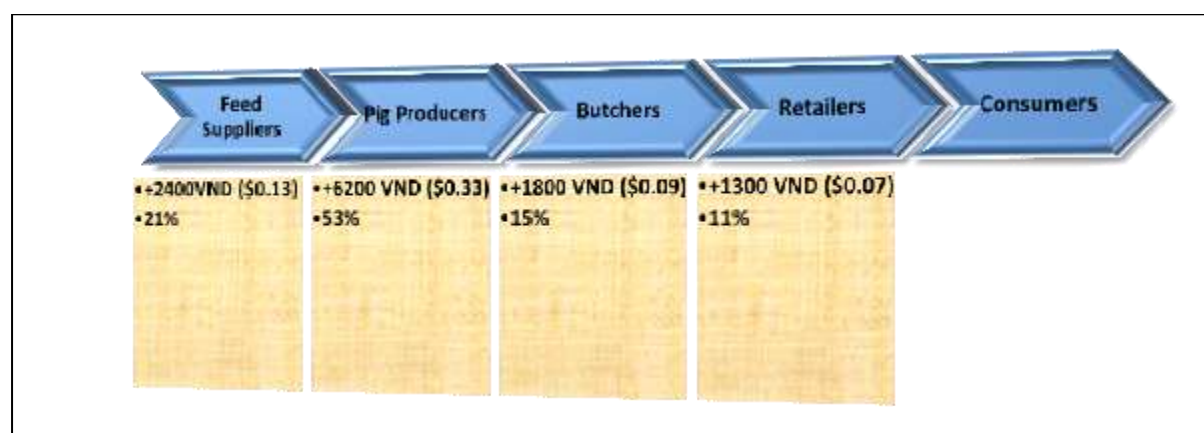 Feed
Suppliers
Pig Producers
Butchers
Retailers
Consumers
•+2400VND ($0.13)
•21%
•+6200 VND ($0.33)
•53%
•+1800 VND ($0.09)
•15%
•+1300 VND ($0.07)
•11%